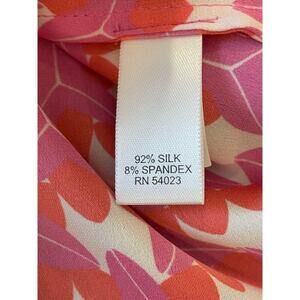 92% SILK
8% SPANDEX
RN 54023